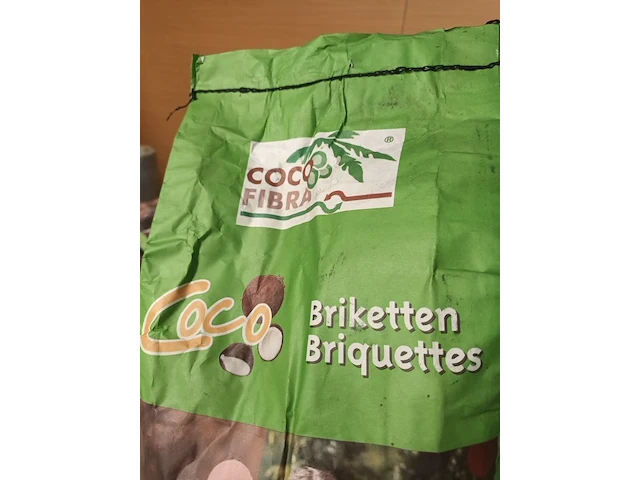 ®
COCO
FIBRA
Coco
Briketten
Briquettes